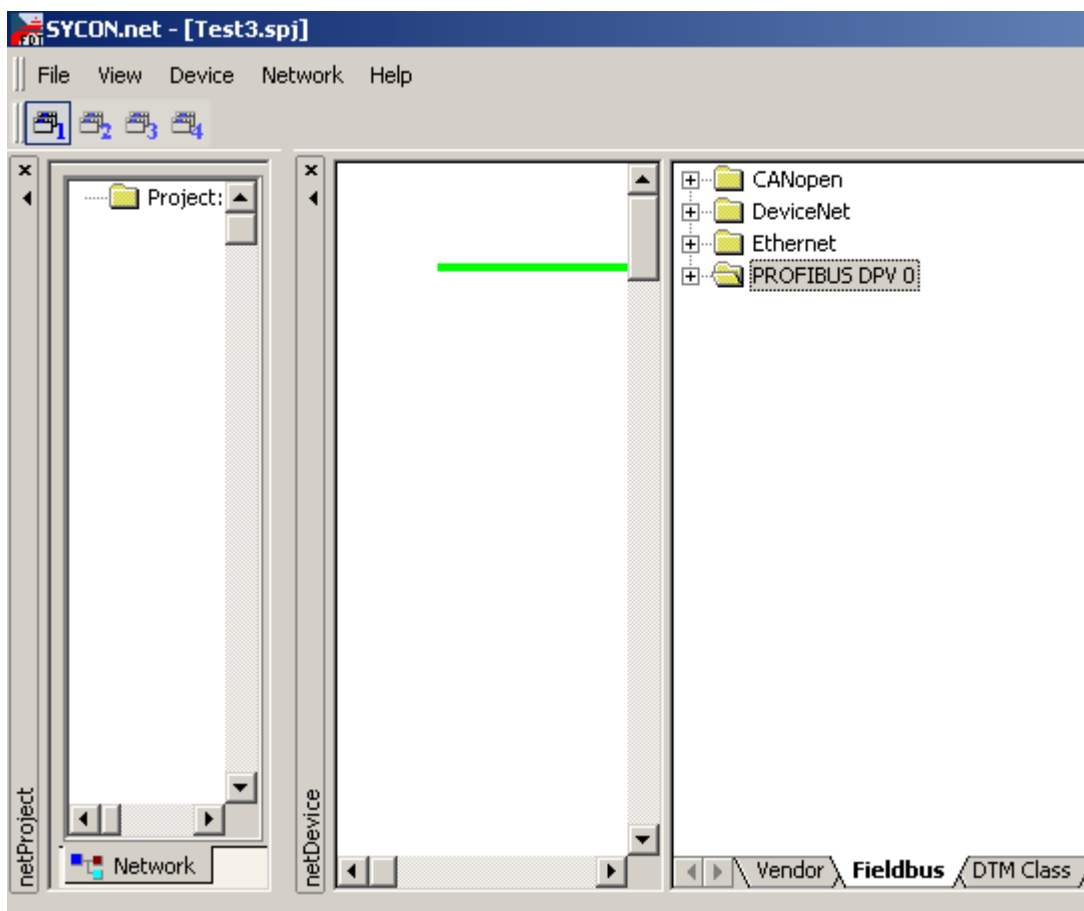 SYCON.net - [Test3.spj]
File View Device Network Help
1 2 3 4
Project:
Network
netProject
netDevice
CANopen
DeviceNet
Ethernet
PROFIBUS DPV 0
Vendor Fieldbus DTM Class